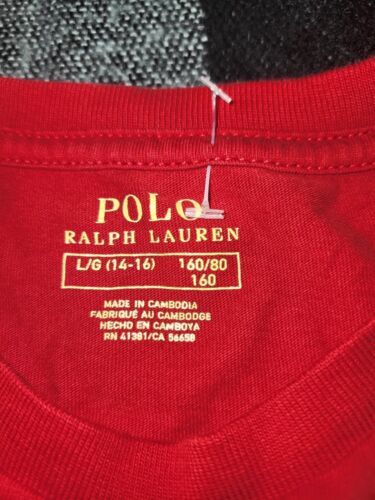 POLO
RALPH LAUREN
L/G (14-16) 160/80
160
MADE IN CAMBODIA
FABRIQUÉ AU CAMBODGE
HECHO EN CAMBOYA
RN 41381/CA 56658